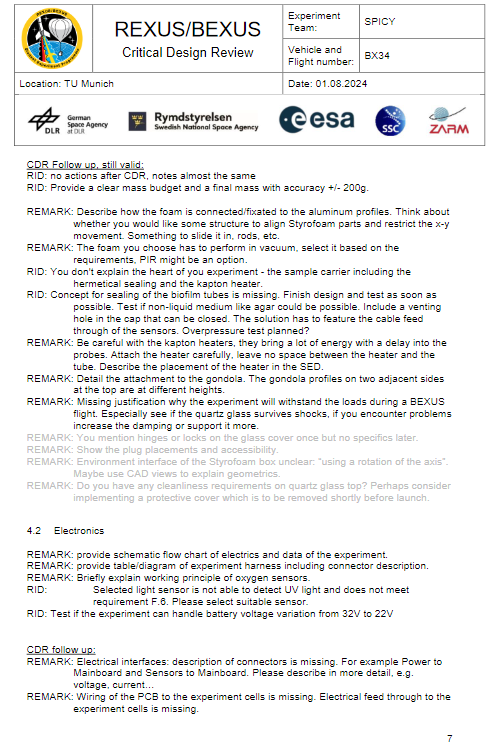 REXUS/BEXUS
Critical Design Review
Experiment Team:
SPICY
Vehicle and Flight number:
BX34
Location: TU Munich
Date: 01.08.2024
DLR
German Space Agency at DLR
Rymdstyrelsen
Swedish National Space Agency
esa
SSC
ZARM
CDR Follow up, still valid:
RID: no actions after CDR, notes almost the same
RID: Provide a clear mass budget and a final mass with accuracy +/- 200g.
REMARK: Describe how the foam is connected/fixated to the aluminum profiles. Think about
whether you would like some structure to align Styrofoam parts and restrict the x-y
movement. Something to slide it in, rods, etc.
REMARK: The foam you choose has to perform in vacuum, select it based on the
requirements, PIR might be an option.
RID: You don't explain the heart of you experiment - the sample carrier including the
hermetical sealing and the kapton heater.
RID: Concept for sealing of the biofilm tubes is missing. Finish design and test as soon as
possible. Test if non-liquid medium like agar could be possible. Include a venting
hole in the cap that can be closed. The solution has to feature the cable feed
through of the sensors. Overpressure test planned?
REMARK: Be careful with the kapton heaters, they bring a lot of energy with a delay into the
probes. Attach the heater carefully, leave no space between the heater and the
tube. Describe the placement of the heater in the SED.
REMARK: Detail the attachment to the gondola. The gondola profiles on two adjacent sides
at the top are at different heights.
REMARK: Missing justification why the experiment will withstand the loads during a BEXUS
flight. Especially see if the quartz glass survives shocks, if you encounter problems
increase the damping or support it more.
REMARK: You mention hinges or locks on the glass cover once but no specifics later.
REMARK: Show the plug placements and accessibility.
REMARK: Environment interface of the Styrofoam box unclear: "using a rotation of the axis".
Maybe use CAD views to explain geometrics.
REMARK: Do you have any cleanliness requirements on quartz glass top? Perhaps consider
implementing a protective cover which is to be removed shortly before launch.
4.2 Electronics
REMARK: provide schematic flow chart of electrics and data of the experiment.
REMARK: provide table/diagram of experiment harness including connector description.
REMARK: Briefly explain working principle of oxygen sensors.
RID: Selected light sensor is not able to detect UV light and does not meet
requirement F.6. Please select suitable sensor.
RID: Test if the experiment can handle battery voltage variation from 32V to 22V
CDR follow up:
REMARK: Electrical interfaces: description of connectors is missing. For example Power to
Mainboard and Sensors to Mainboard. Please describe in more detail, e.g.
voltage, current...
REMARK: Wiring of the PCB to the experiment cells is missing. Electrical feed through to the
experiment cells is missing.
7